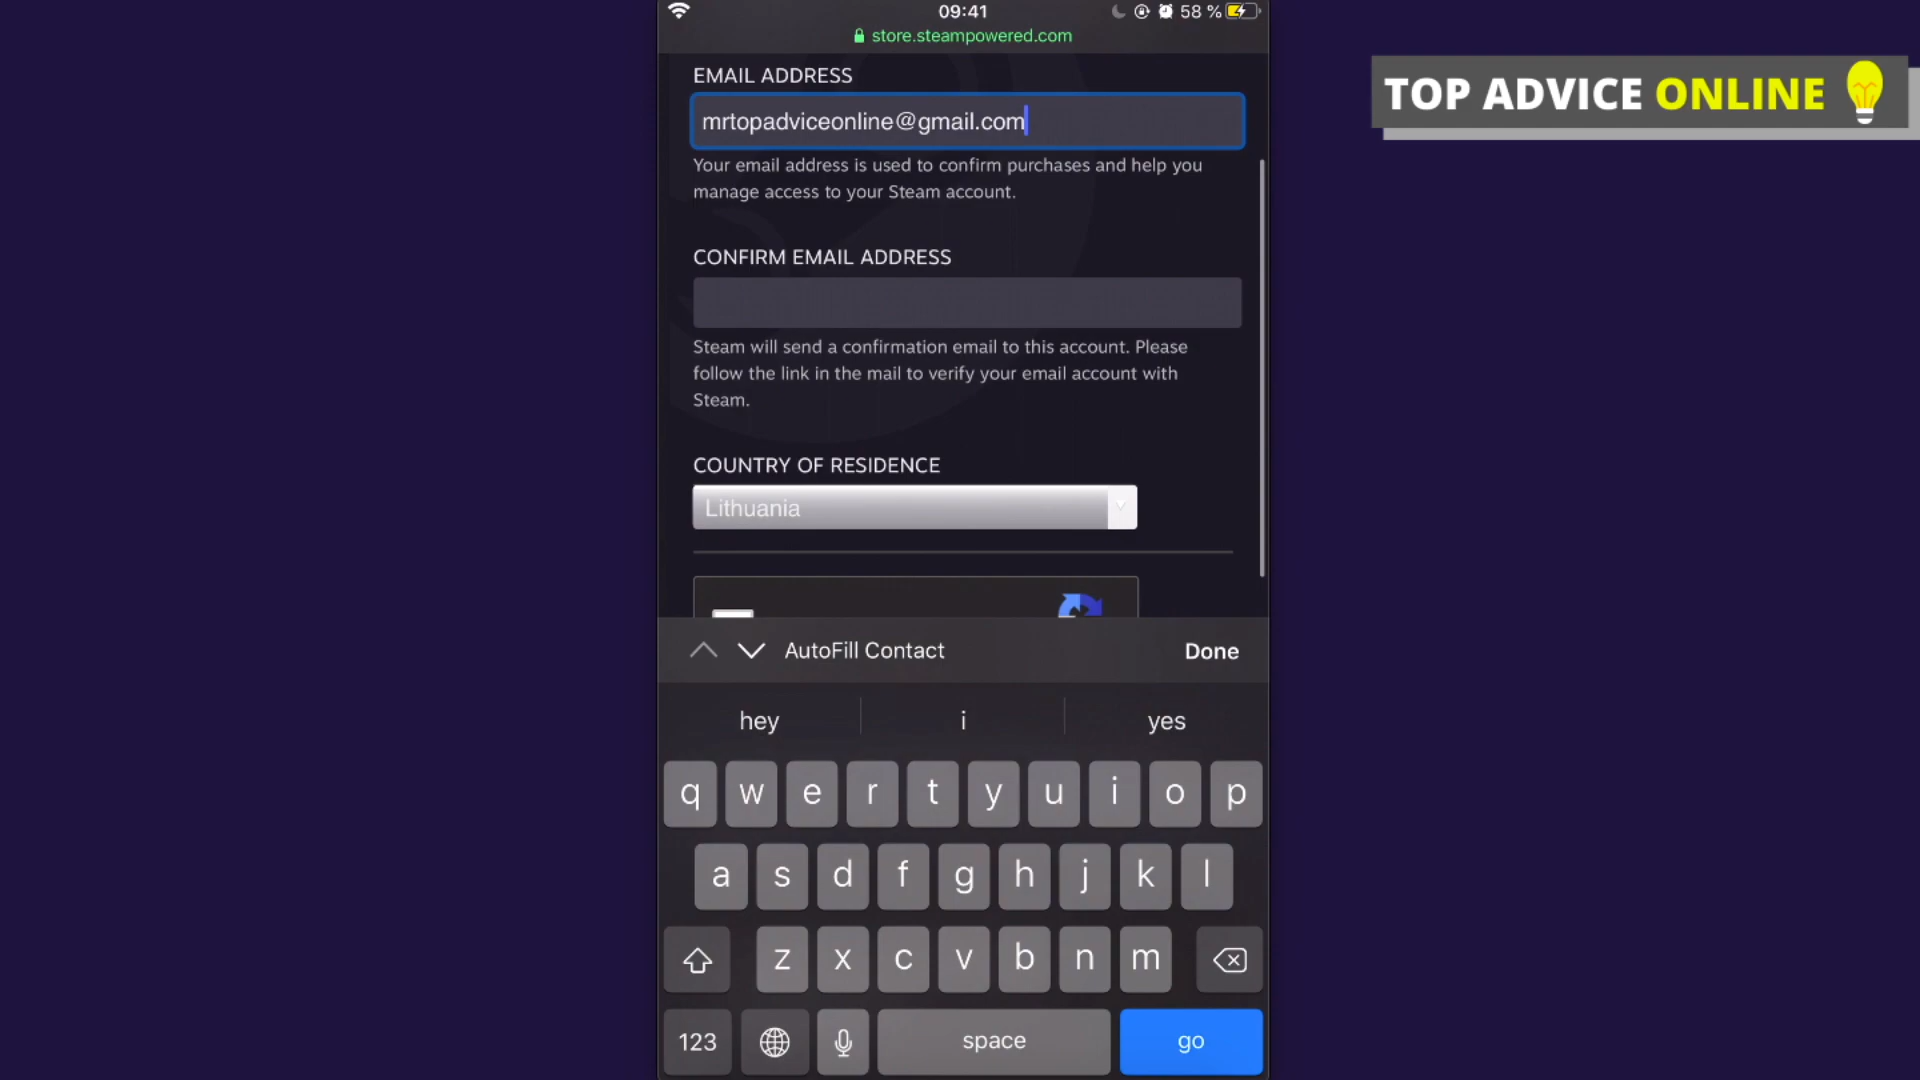 09:41
58 %
store.steampowered.com
TOP ADVICE ONLINE
EMAIL ADDRESS
mrtopadviceonline@gmail.com
Your email address is used to confirm purchases and help you
manage access to your Steam account.
CONFIRM EMAIL ADDRESS
Steam will send a confirmation email to this account. Please
follow the link in the mail to verify your email account with
Steam.
COUNTRY OF RESIDENCE
Lithuania
AutoFill Contact Done
hey i yes
q w e r t y u i o p
a s d f g h j k l
z x c v b n m
123 space go